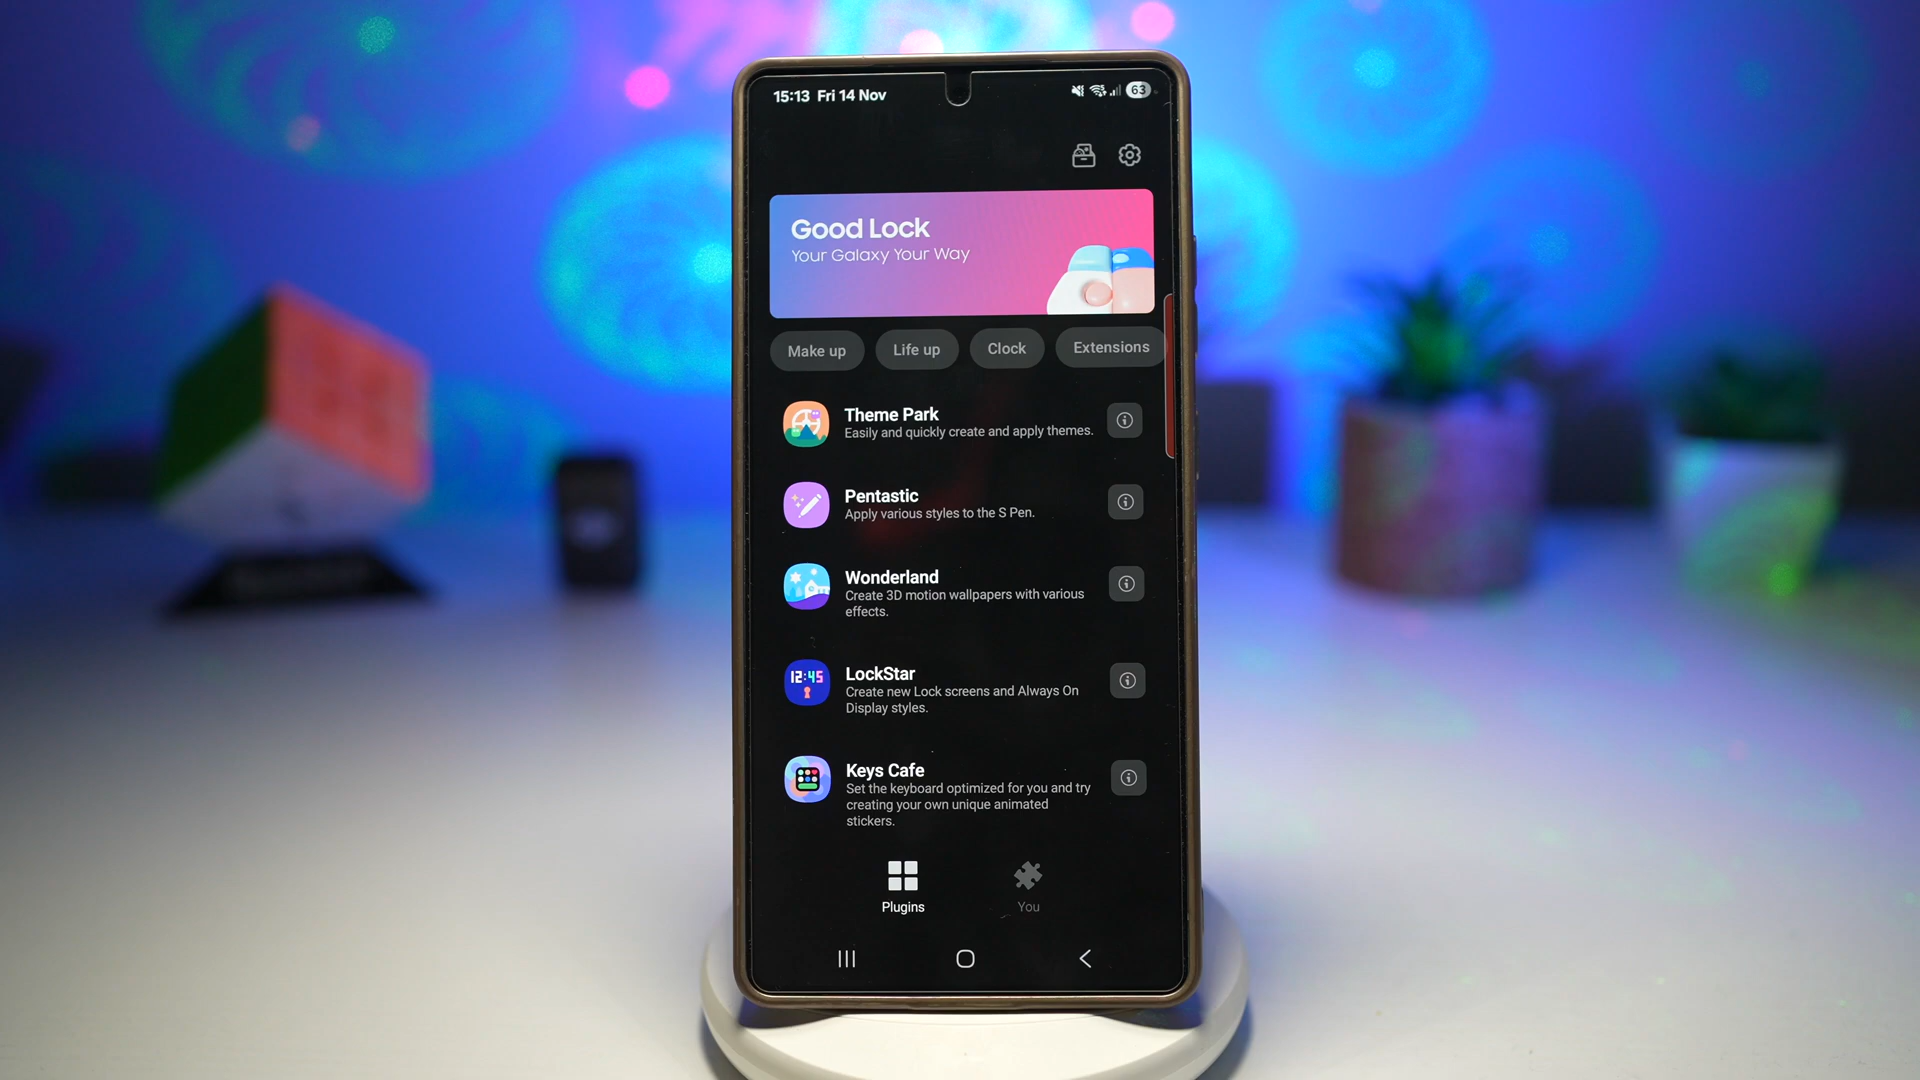 15:13 Fri 14 Nov
63
Good Lock
Your Galaxy Your Way
Make up
Life up
Clock
Extensions
Theme Park
Easily and quickly create and apply themes.
Pentastic
Apply various styles to the S Pen.
Wonderland
Create 3D motion wallpapers with various
effects.
12:45
LockStar
Create new Lock screens and Always On
Display styles.
Keys Cafe
Set the keyboard optimized for you and try
creating your own unique animated
stickers.
Plugins
You